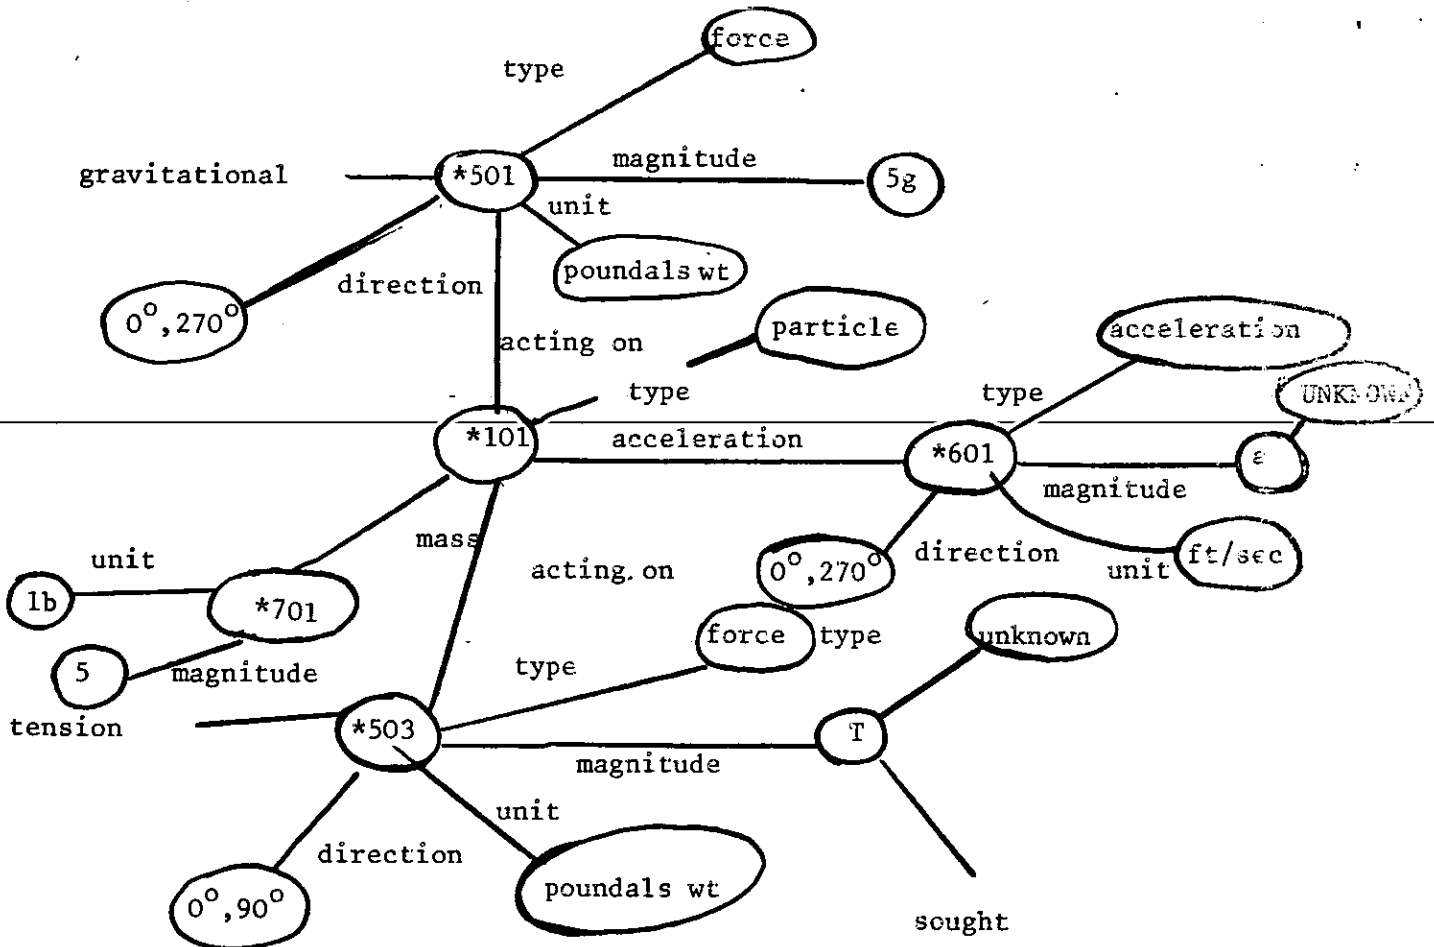 force
type
gravitational
*501
magnitude
5g
unit
direction
poundals wt
0°,270°
acting on
particle
acceleration
type
type
UNKNOWN
*101
acceleration
*601
a
magnitude
mass
unit
acting on
0°,270°
direction
unit
ft/sec
lb
*701
force
type
unknown
5
magnitude
type
tension
*503
T
magnitude
unit
direction
poundals wt
0°,90°
sought